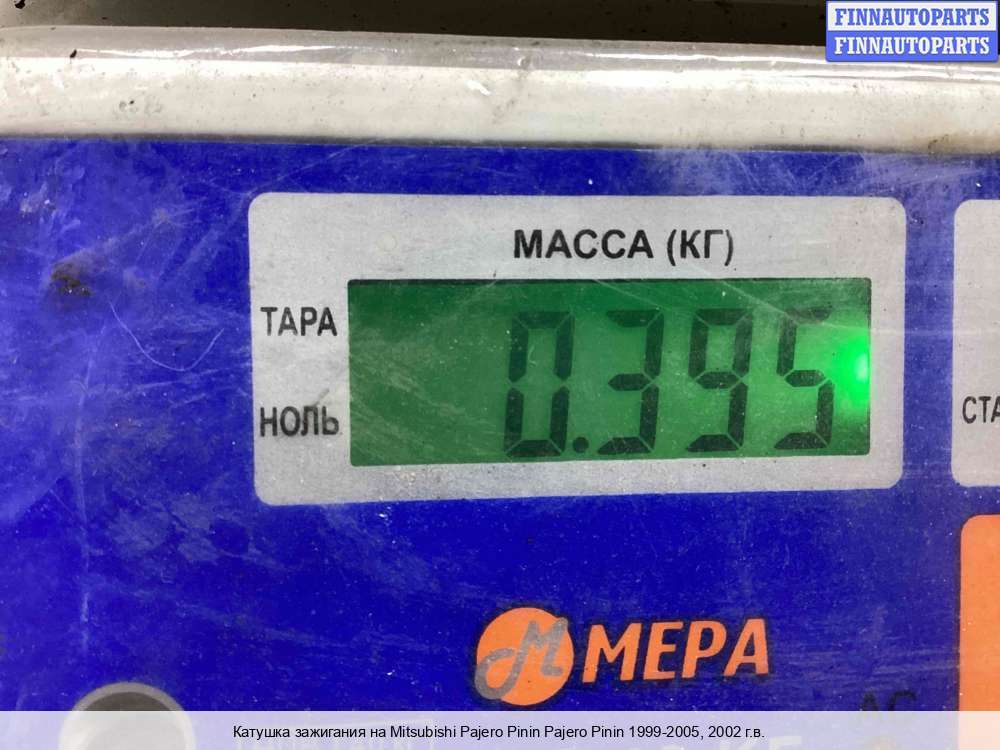 FINNAUTOPARTS
FINNAUTOPARTS
МАССА (КГ)
ТАРА
0.395
НОЛЬ
МЕРА
Катушка зажигания на Mitsubishi Pajero Pinin Pajero Pinin 1999-2005, 2002 г.в.